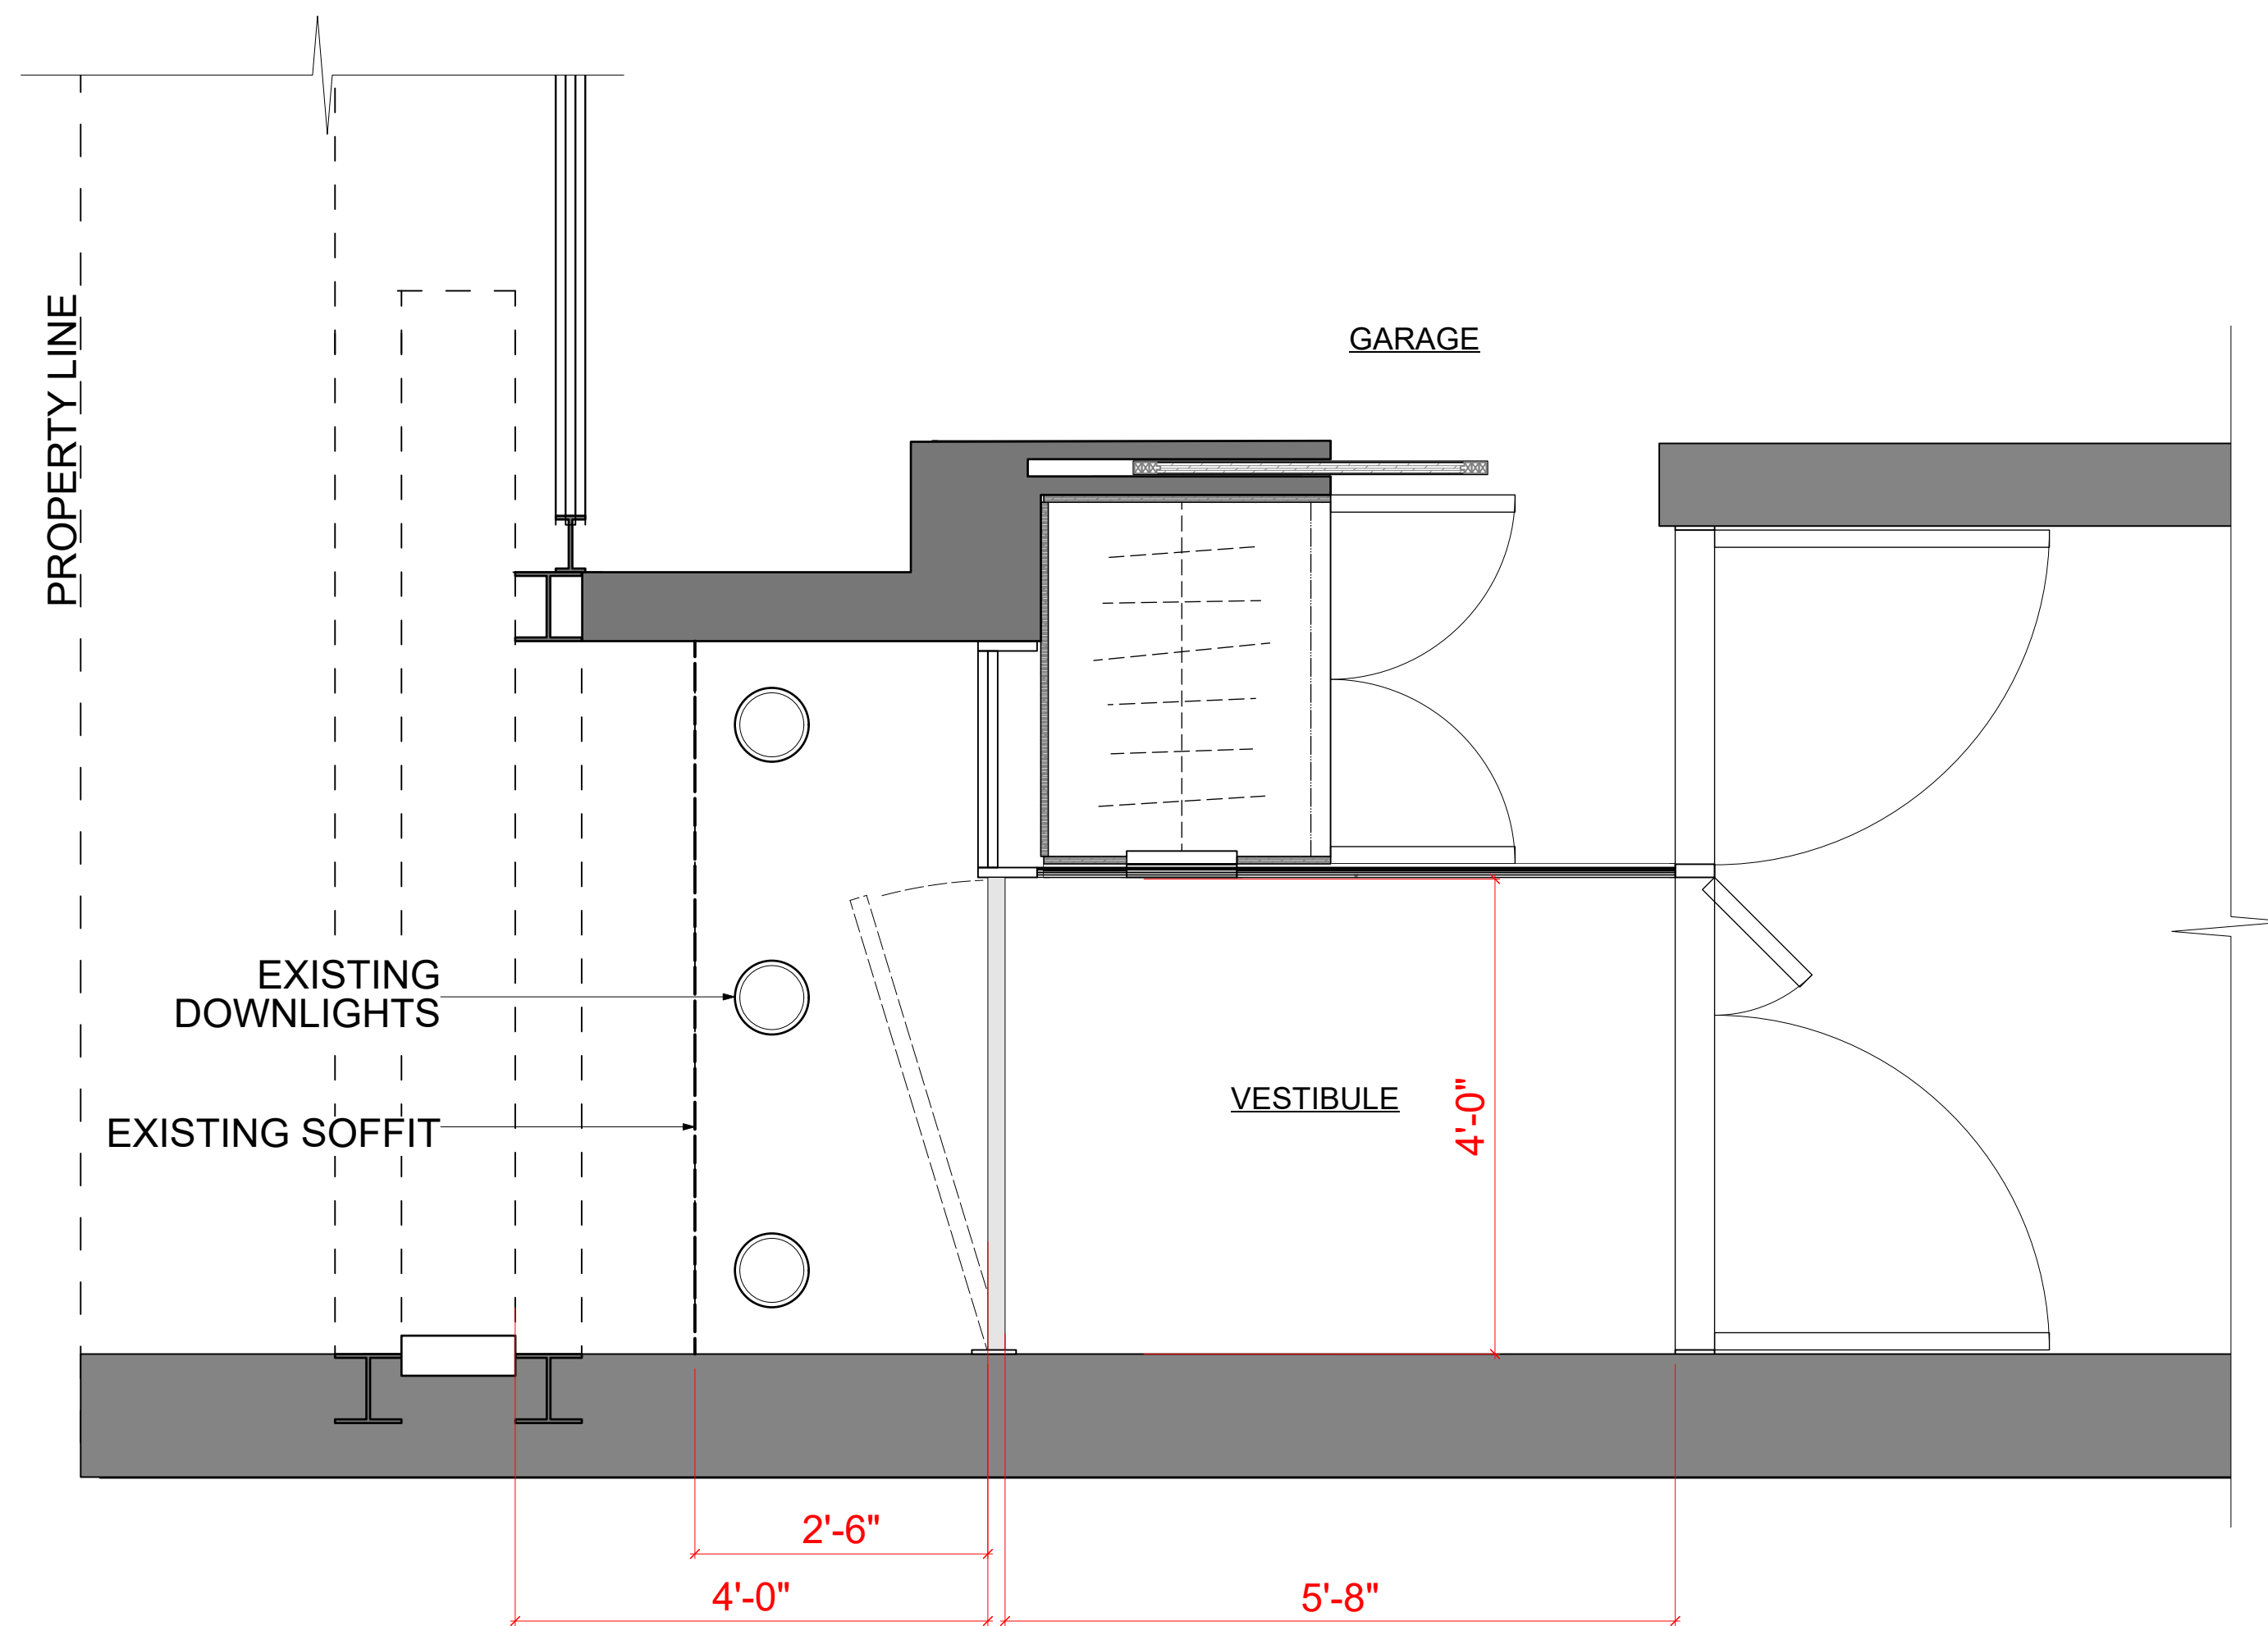 PROPERTY LINE
GARAGE
EXISTING
DOWNLIGHTS
EXISTING SOFFIT
VESTIBULE
4'-0"
2'-6"
4'-0"
5'-8"